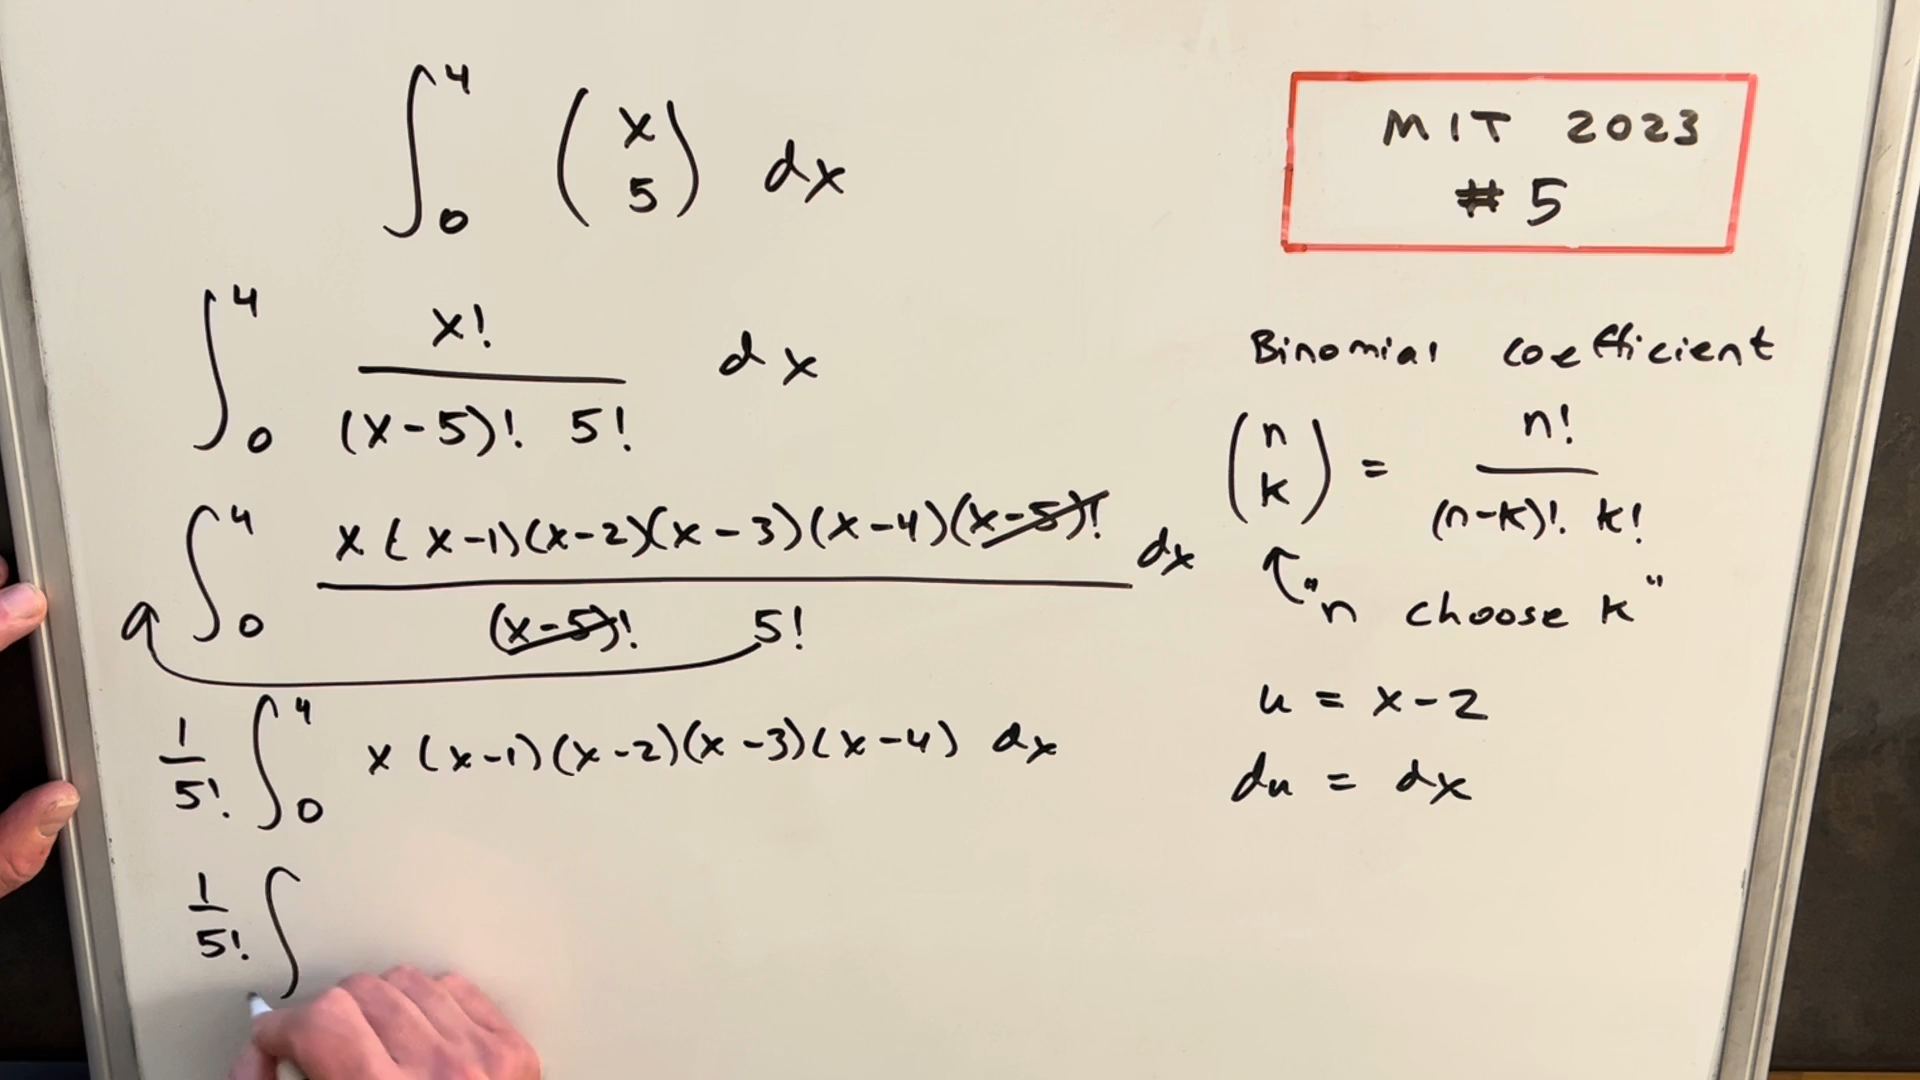 ∫₀⁴ (x 5) dx
MIT 2023
# 5
∫₀⁴ x! / (x-5)! 5! dx
Binomial coefficient
(n k) = n! / (n-k)! k!
"n choose k"
∫₀⁴ x(x-1)(x-2)(x-3)(x-4)(x-5)! / (x-5)! 5! dx
u = x-2
du = dx
1/5! ∫₀⁴ x(x-1)(x-2)(x-3)(x-4) dx
1/5! ∫